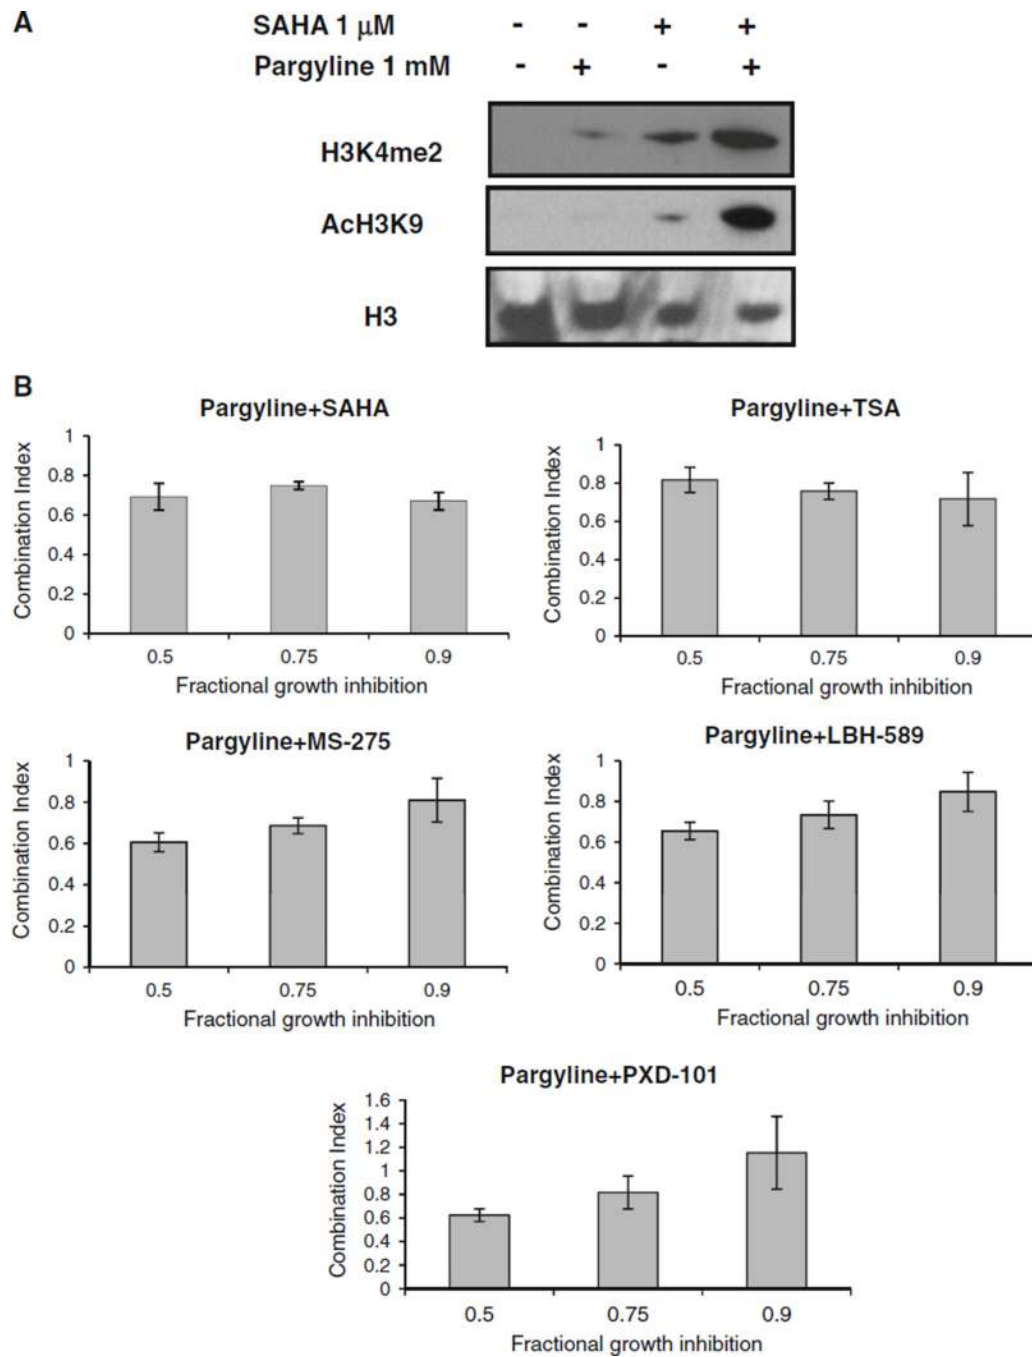 A
SAHA 1 μM - - + +
Pargyline 1 mM - + - +
H3K4me2
AcH3K9
H3
B
Pargyline+SAHA
Combination Index
1
0.8
0.6
0.4
0.2
0
0.5 0.75 0.9
Fractional growth inhibition
Pargyline+TSA
Combination Index
1
0.8
0.6
0.4
0.2
0
0.5 0.75 0.9
Fractional growth inhibition
Pargyline+MS-275
Combination Index
1
0.8
0.6
0.4
0.2
0
0.5 0.75 0.9
Fractional growth inhibition
Pargyline+LBH-589
Combination Index
1
0.8
0.6
0.4
0.2
0
0.5 0.75 0.9
Fractional growth inhibition
Pargyline+PXD-101
Combination Index
1.6
1.4
1.2
1
0.8
0.6
0.4
0.2
0
0.5 0.75 0.9
Fractional growth inhibition